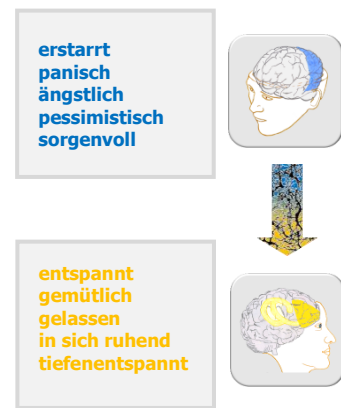 erstarrt
panisch
ängstlich
pessimistisch
sorgenvoll
entspannt
gemütlich
gelassen
in sich ruhend
tiefenentspannt